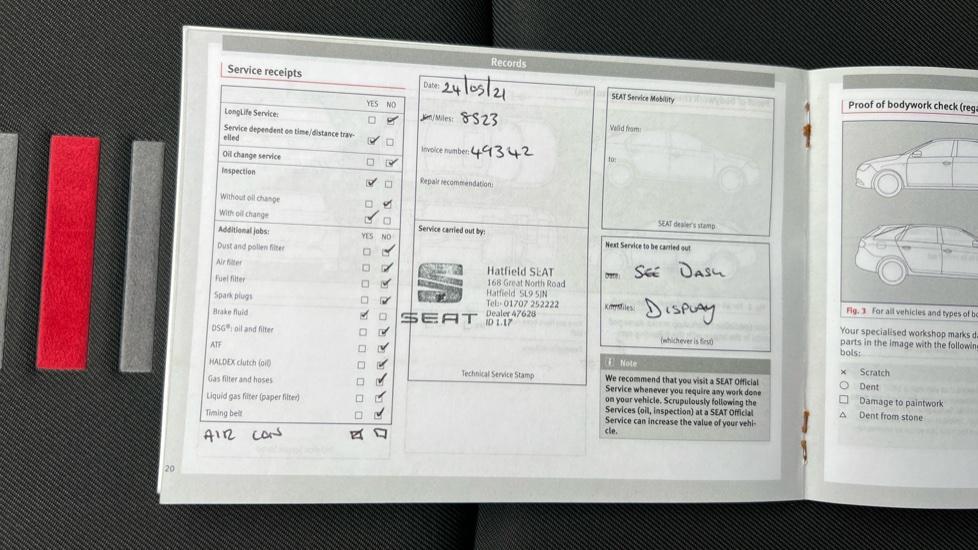 Records
Service receipts
YES NO
LongLife Service:
Service dependent on time/distance trav-
elled
Oil change service
Inspection
Without oil change
With oil change
Additional jobs:
YES NO
Dust and pollen filter
Air filter
Fuel filter
Spark plugs
Brake fluid
DSG®: oil and filter
ATF
HALDEX clutch (oil)
Gas filter and hoses
Liquid gas filter (paper filter)
Timing belt
AIR CON
20
Date: 24/05/21
Km/Miles: 8523
Invoice number: 49342
Repair recommendation:
Service carried out by:
SEAT
Hatfield SEAT
168 Great North Road
Hatfield SL9 5JN
Tel: 01707 252222
Dealer 47628
ID 1.17
Technical Service Stamp
SEAT Service Mobility
Valid from:
to:
SEAT dealer's stamp
Next Service to be carried out
Date: SEE DASH
Km/Miles: DISPLAY
(whichever is first)
i Note
We recommend that you visit a SEAT Official
Service whenever you require any work done
on your vehicle. Scrupulously following the
Services (oil, inspection) at a SEAT Official
Service can increase the value of your vehi-
cle.
Proof of bodywork check
Fig. 3 For all vehicles and types of
Your specialised workshop marks
parts in the image with the following
bols:
× Scratch
○ Dent
□ Damage to paintwork
△ Dent from stone